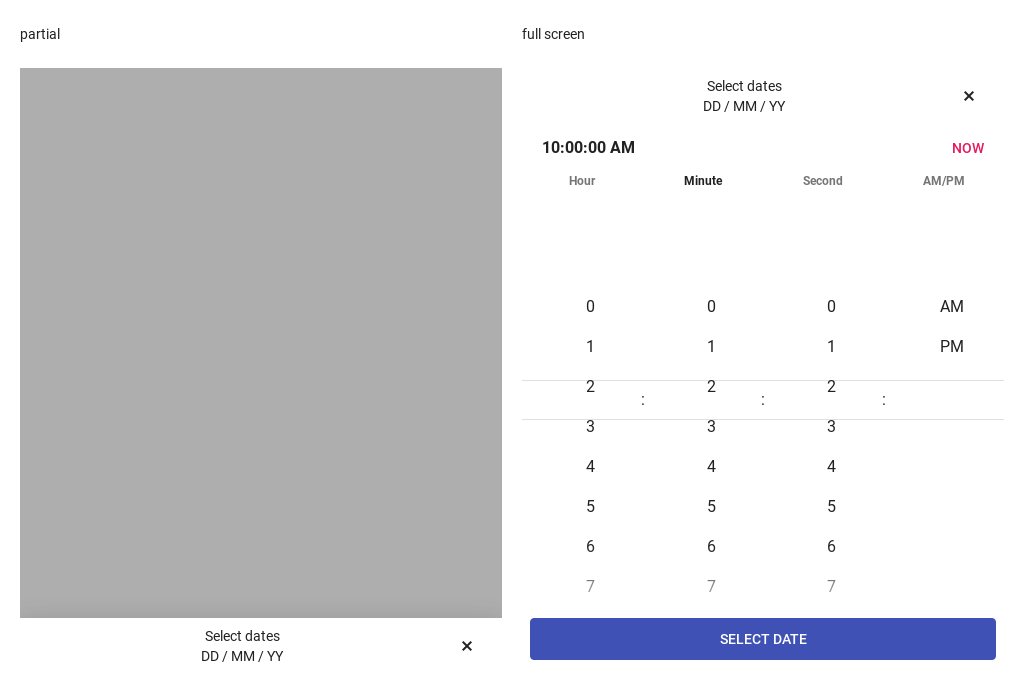 partial
full screen
Select dates
DD / MM / YY
×
10:00:00 AM
NOW
Hour Minute Second AM/PM
0 0 0 AM
1 1 1 PM
2 2 2
: : :
3 3 3
4 4 4
5 5 5
6 6 6
7 7 7
SELECT DATE
Select dates
DD / MM / YY
×